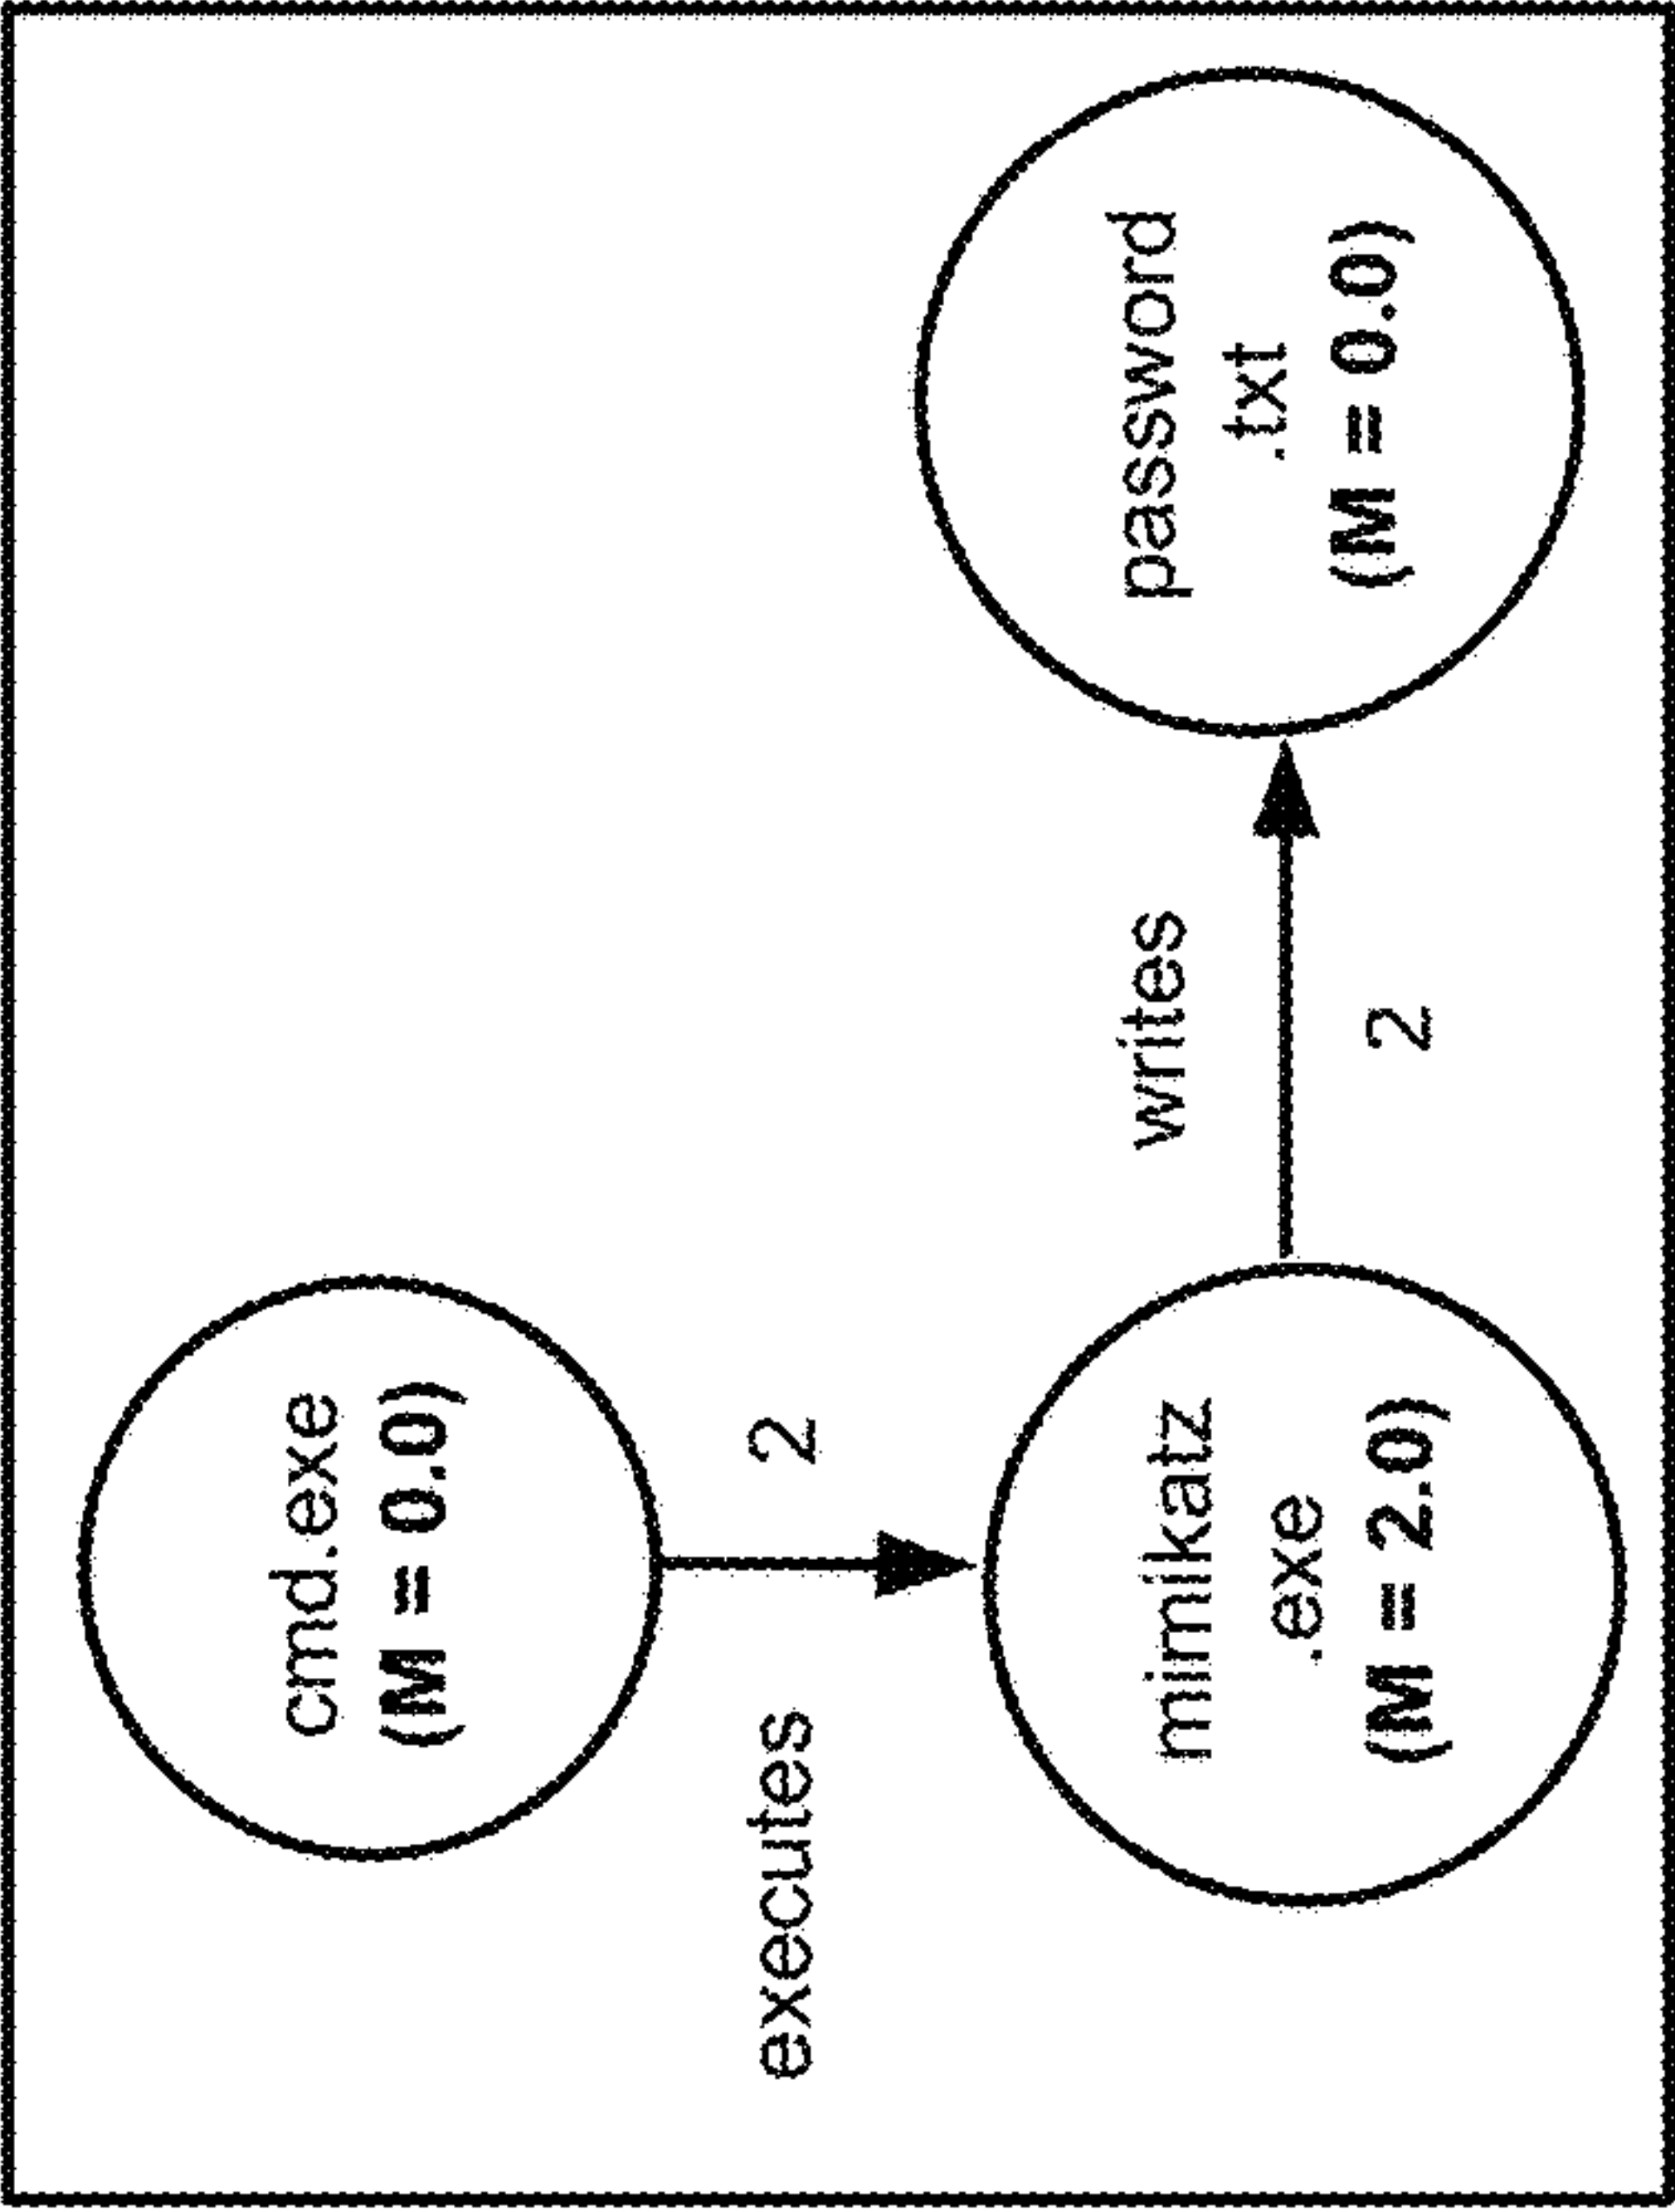 cmd.exe
(M = 0.0)
executes
2
mimikatz
.exe
(M = 2.0)
writes
2
password
.txt
(M = 0.0)